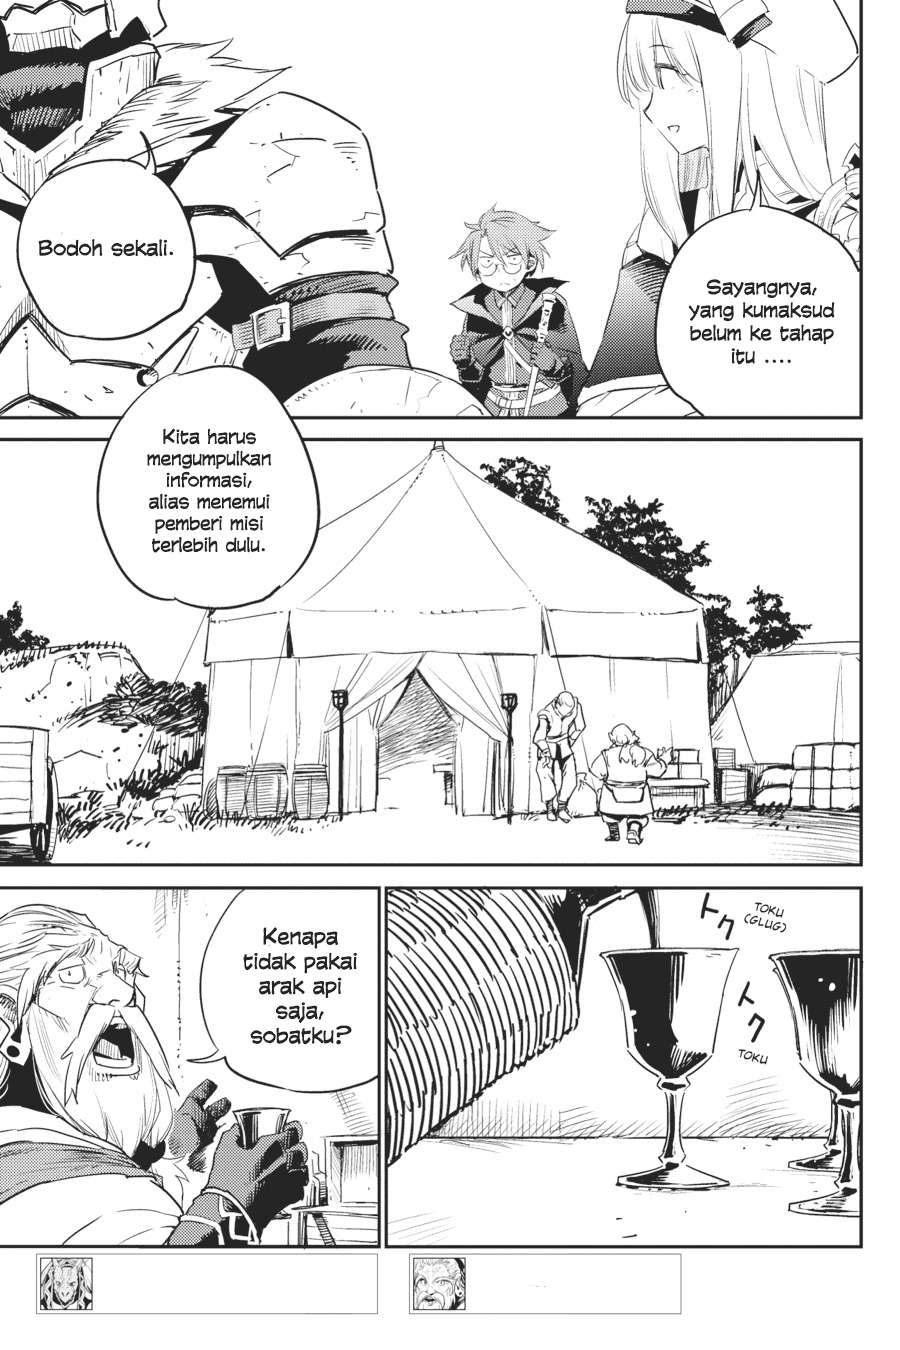 Sayangnya,
yang kumaksud
belum ke tahap
itu ....
Bodoh sekali.
Kita harus
mengumpulkan
informasi,
alias menemui
pemberi misi
terlebih dulu.
トク
TOKU
(GLUG)
トク
TOKU
Kenapa
tidak pakai
arak api
saja,
sobatku?